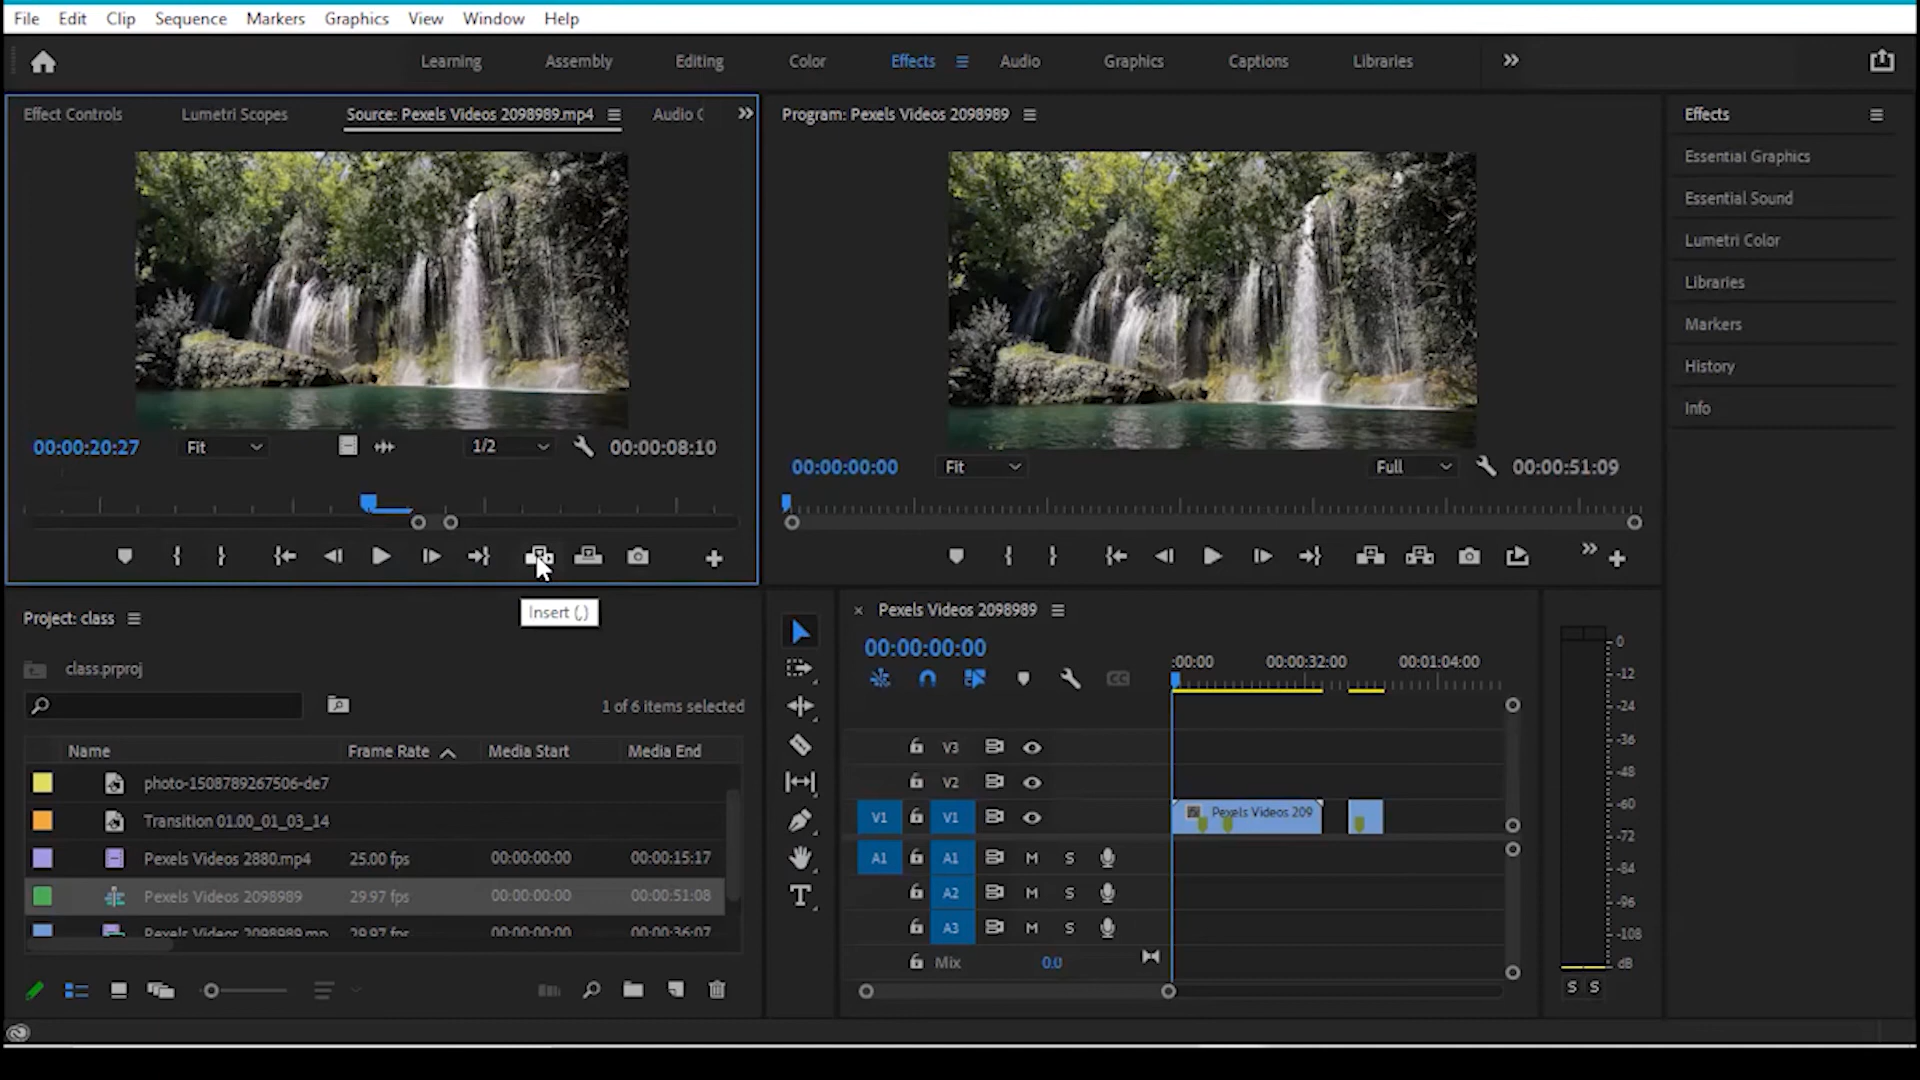 File Edit Clip Sequence Markers Graphics View Window Help
Learning Assembly Editing Color Effects Audio Graphics Captions Libraries
Effect Controls Lumetri Scopes Source: Pexels Videos 2098989.mp4 Audio C
00:00:20:27 Fit 1/2 00:00:08:10
Insert (,)
Program: Pexels Videos 2098989
00:00:00:00 Fit Full 00:00:51:09
Effects
Essential Graphics
Essential Sound
Lumetri Color
Libraries
Markers
History
Info
Project: class
class.prproj
1 of 6 items selected
Name Frame Rate Media Start Media End
photo-1508789267506-de7
Transition 01.00_01_03_14
Pexels Videos 2880.mp4 25.00 fps 00:00:00:00 00:00:15:17
Pexels Videos 2098989 29.97 fps 00:00:00:00 00:00:51:08
Pexels Videos 2098989.mp 29.97 fps 00:00:00:00 00:00:36:07
T
Pexels Videos 2098989
00:00:00:00
:00:00 00:00:32:00 00:01:04:00
CC
V3
V2
V1 V1 Pexels Videos 209
A1 A1 M S
A2 M S
A3 M S
Mix 0.0
0
-12
-24
-36
-48
-60
-72
-84
-96
-108
dB
S S